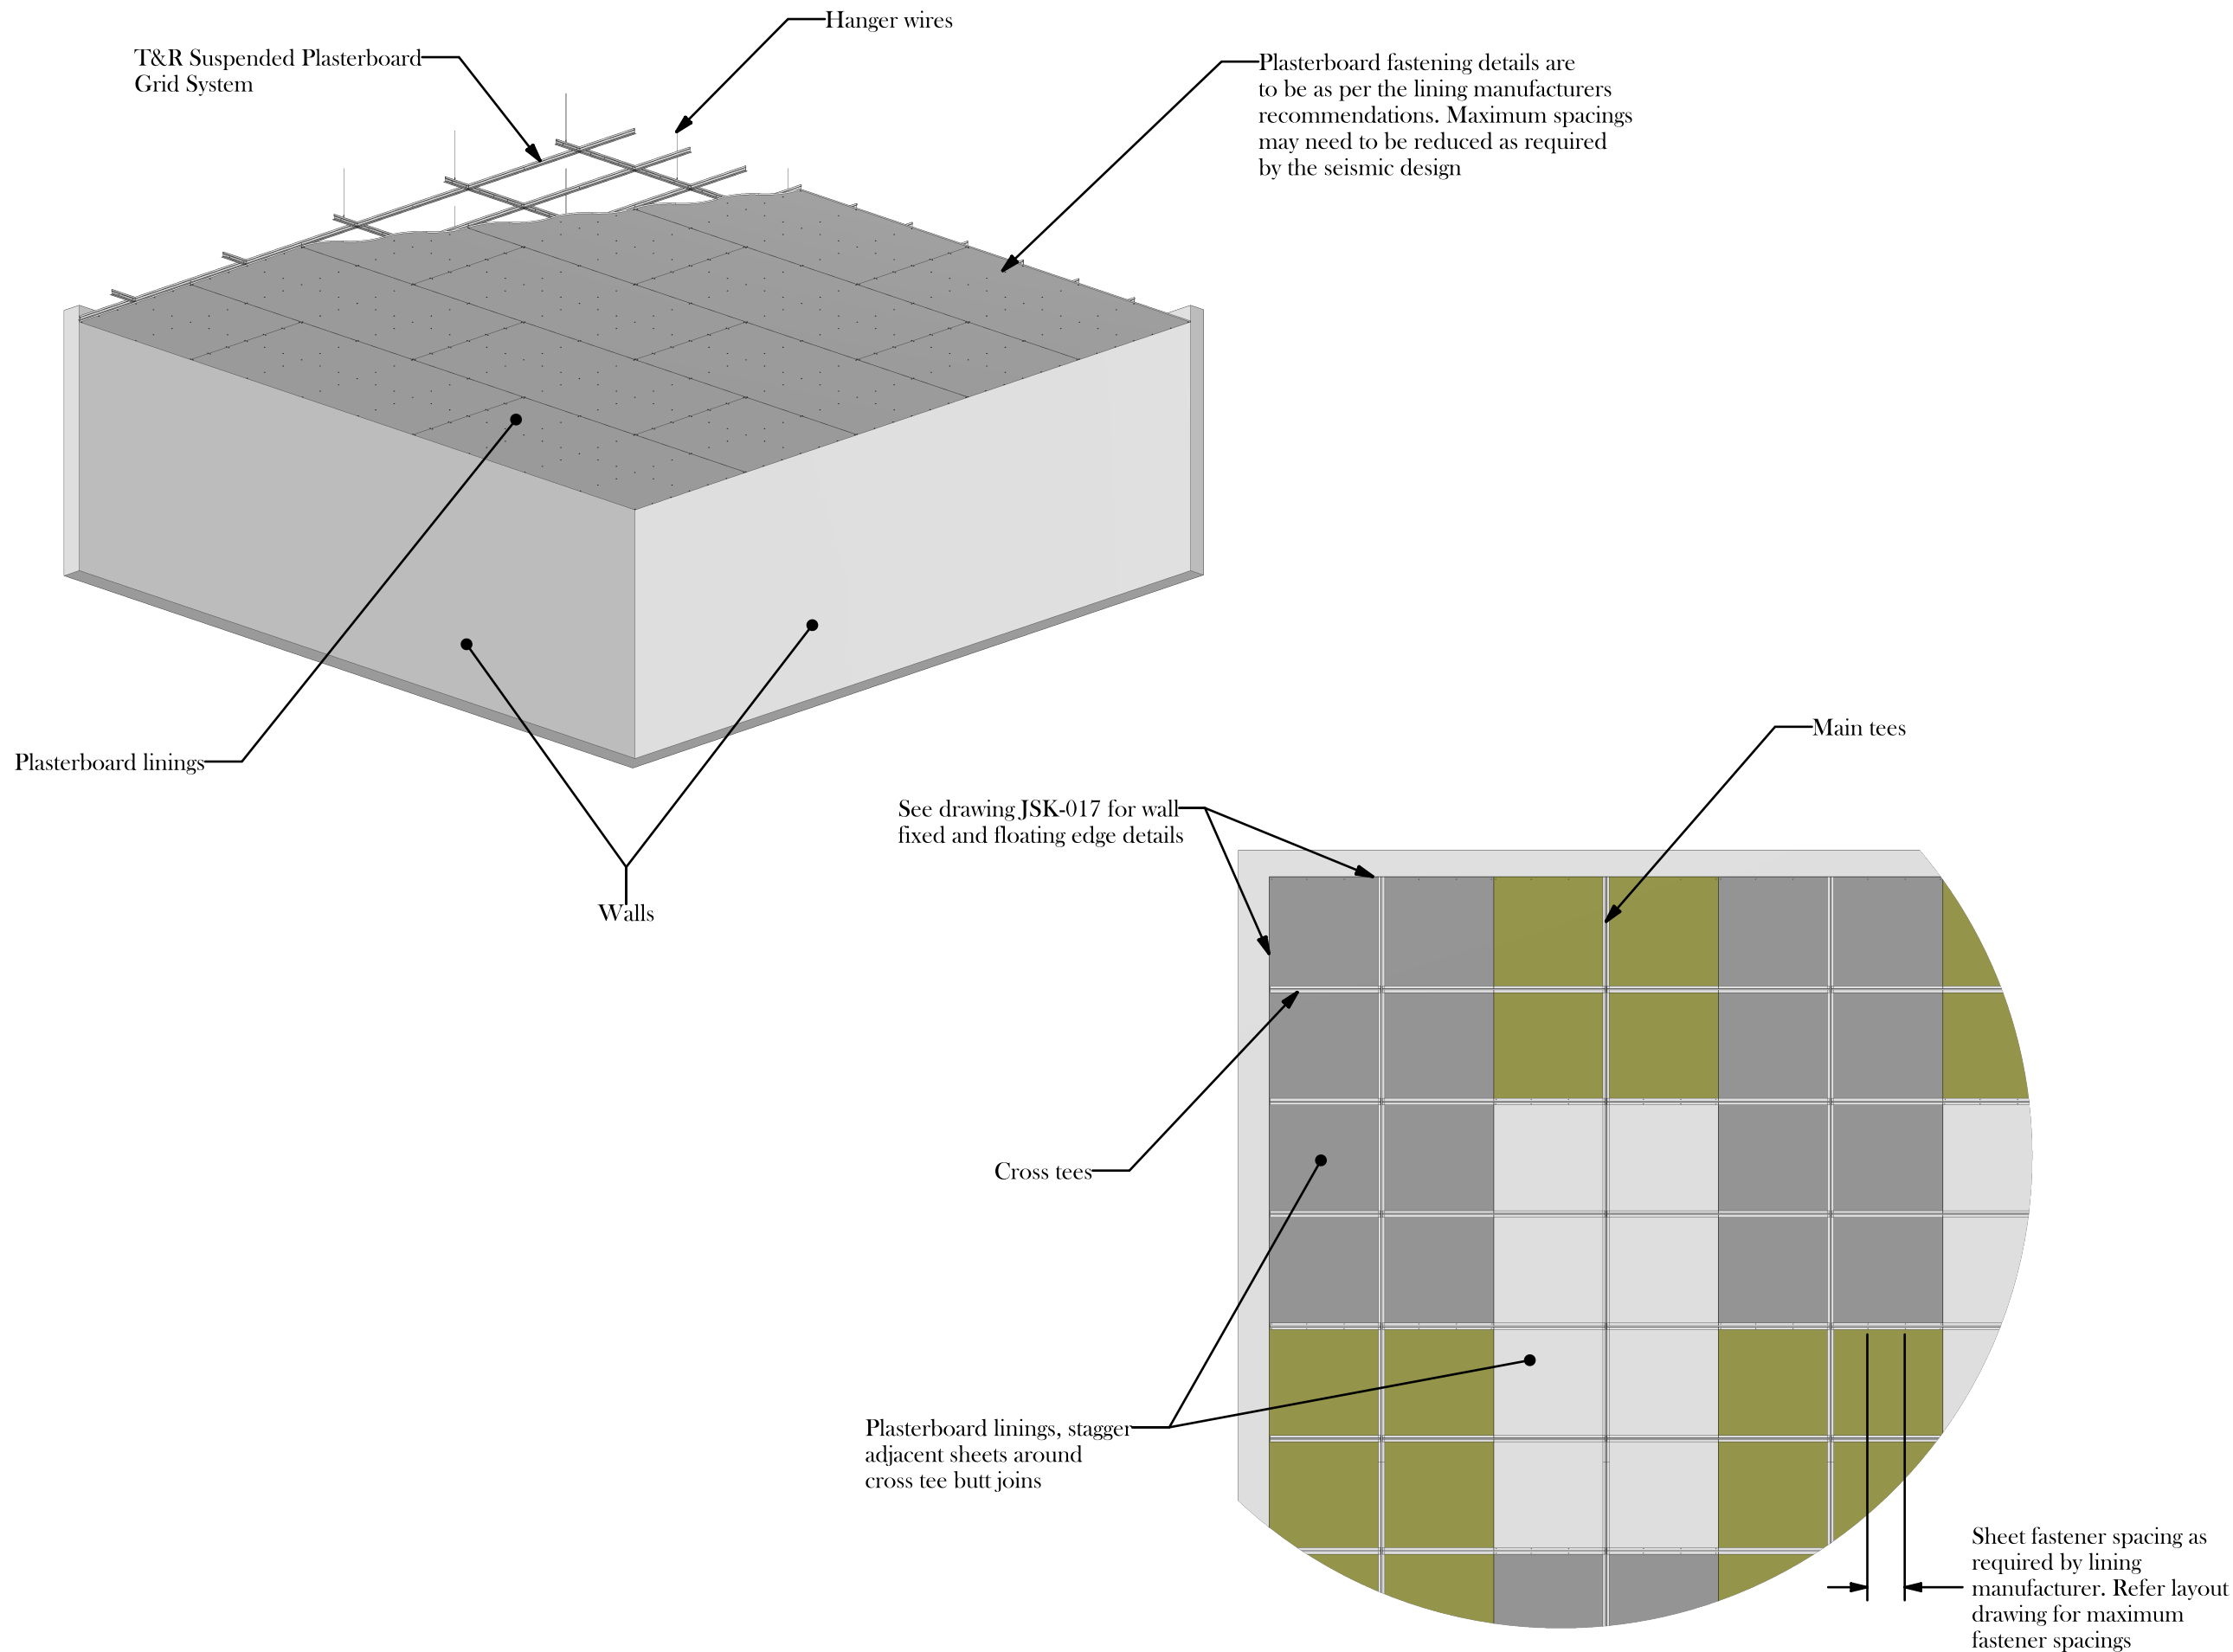 Hanger wires
T&R Suspended Plasterboard
Grid System
Plasterboard fastening details are
to be as per the lining manufacturers
recommendations. Maximum spacings
may need to be reduced as required
by the seismic design
Plasterboard linings
Walls
Main tees
See drawing JSK-017 for wall
fixed and floating edge details
Cross tees
Plasterboard linings, stagger
adjacent sheets around
cross tee butt joins
Sheet fastener spacing as
required by lining
manufacturer. Refer layout
drawing for maximum
fastener spacings